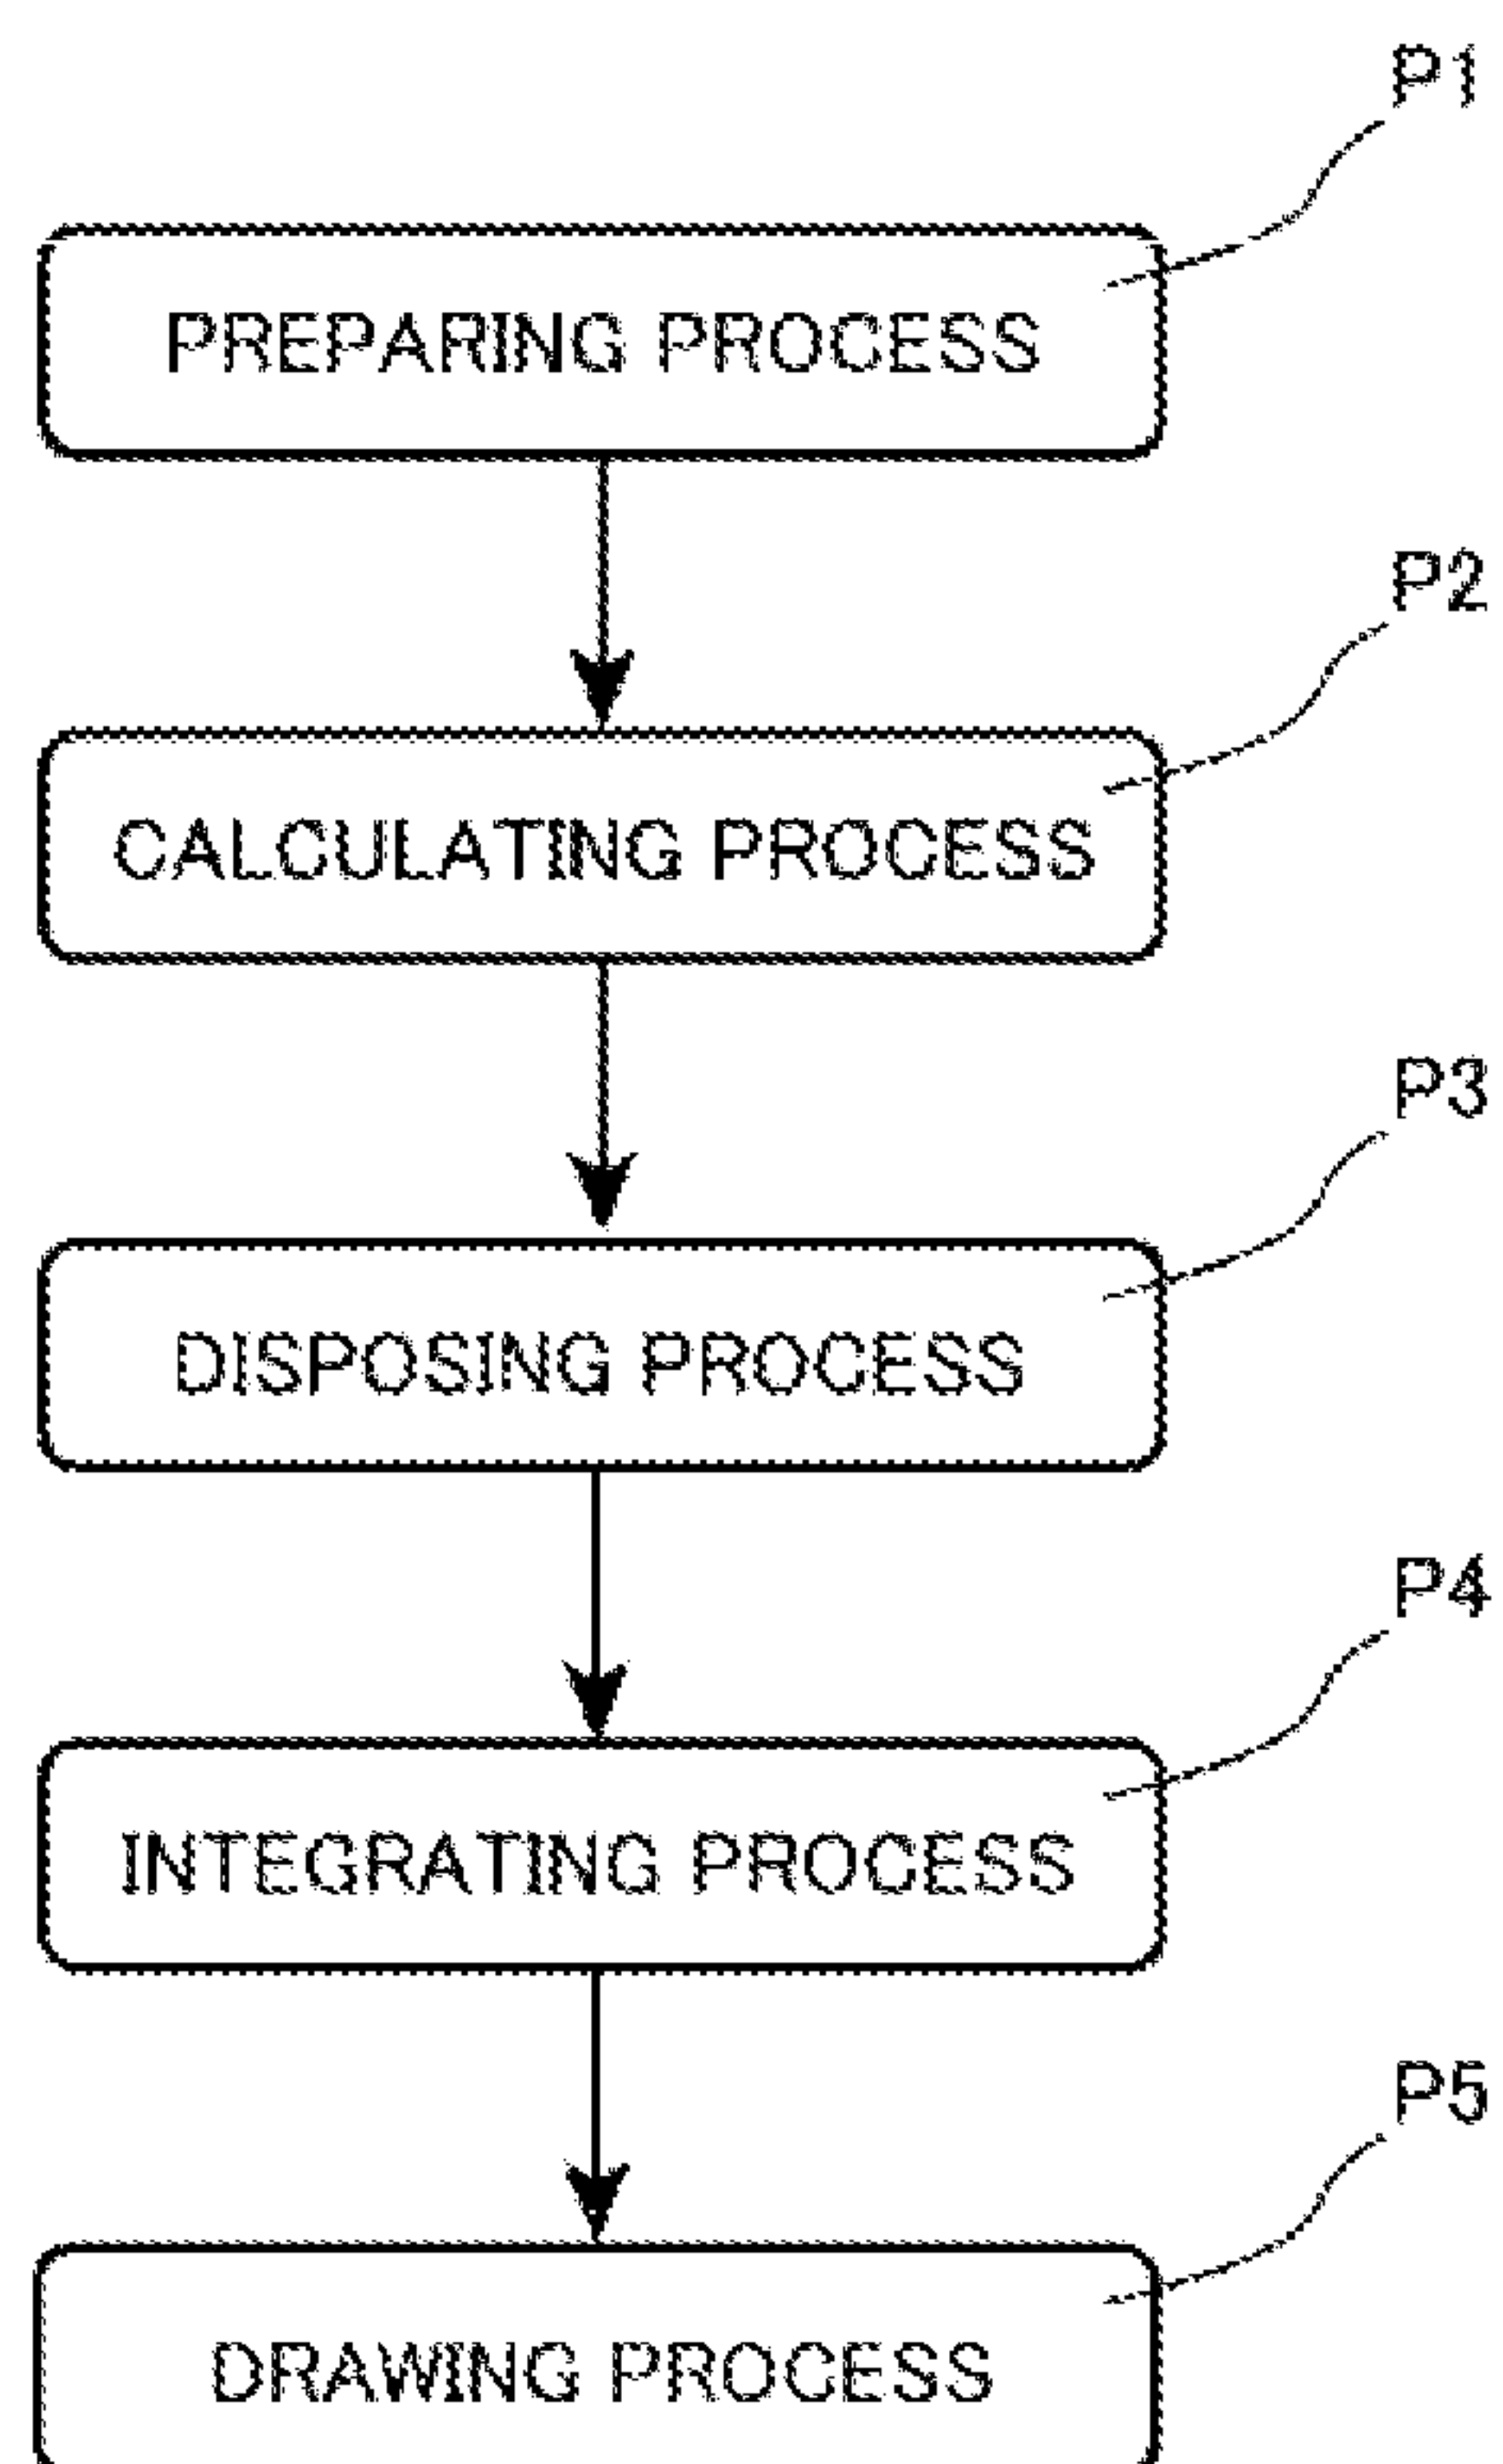 P1
PREPARING PROCESS
P2
CALCULATING PROCESS
P3
DISPOSING PROCESS
P4
INTEGRATING PROCESS
P5
DRAWING PROCESS